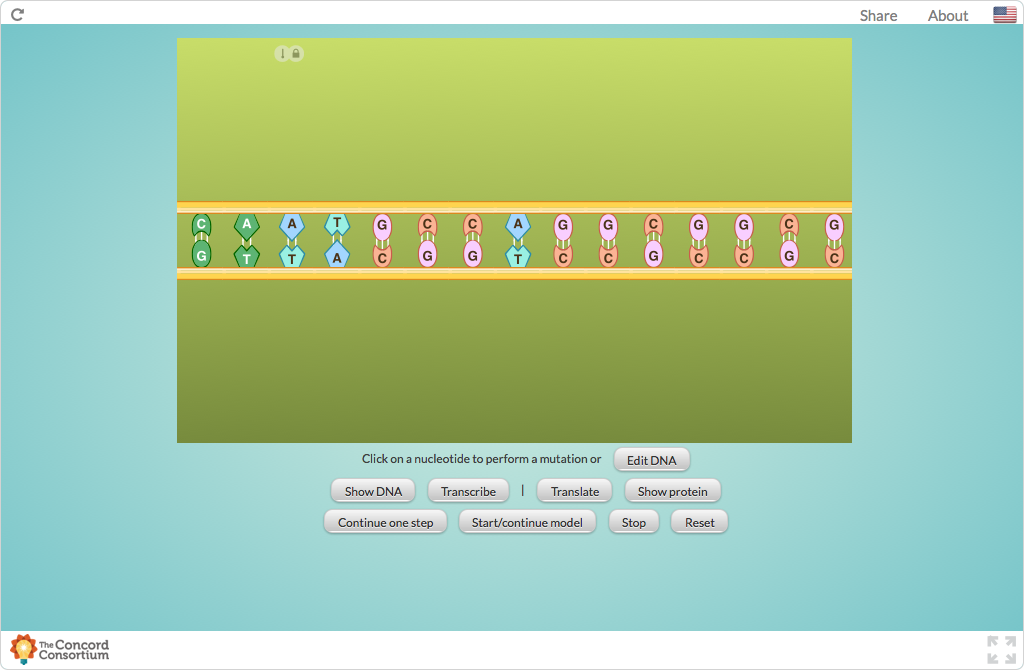 Share About
C A A T G C C A G G C G G C G
G T T A C G G T C C G C C G C
Click on a nucleotide to perform a mutation or Edit DNA
Show DNA Transcribe | Translate Show protein
Continue one step Start/continue model Stop Reset
The Concord
Consortium